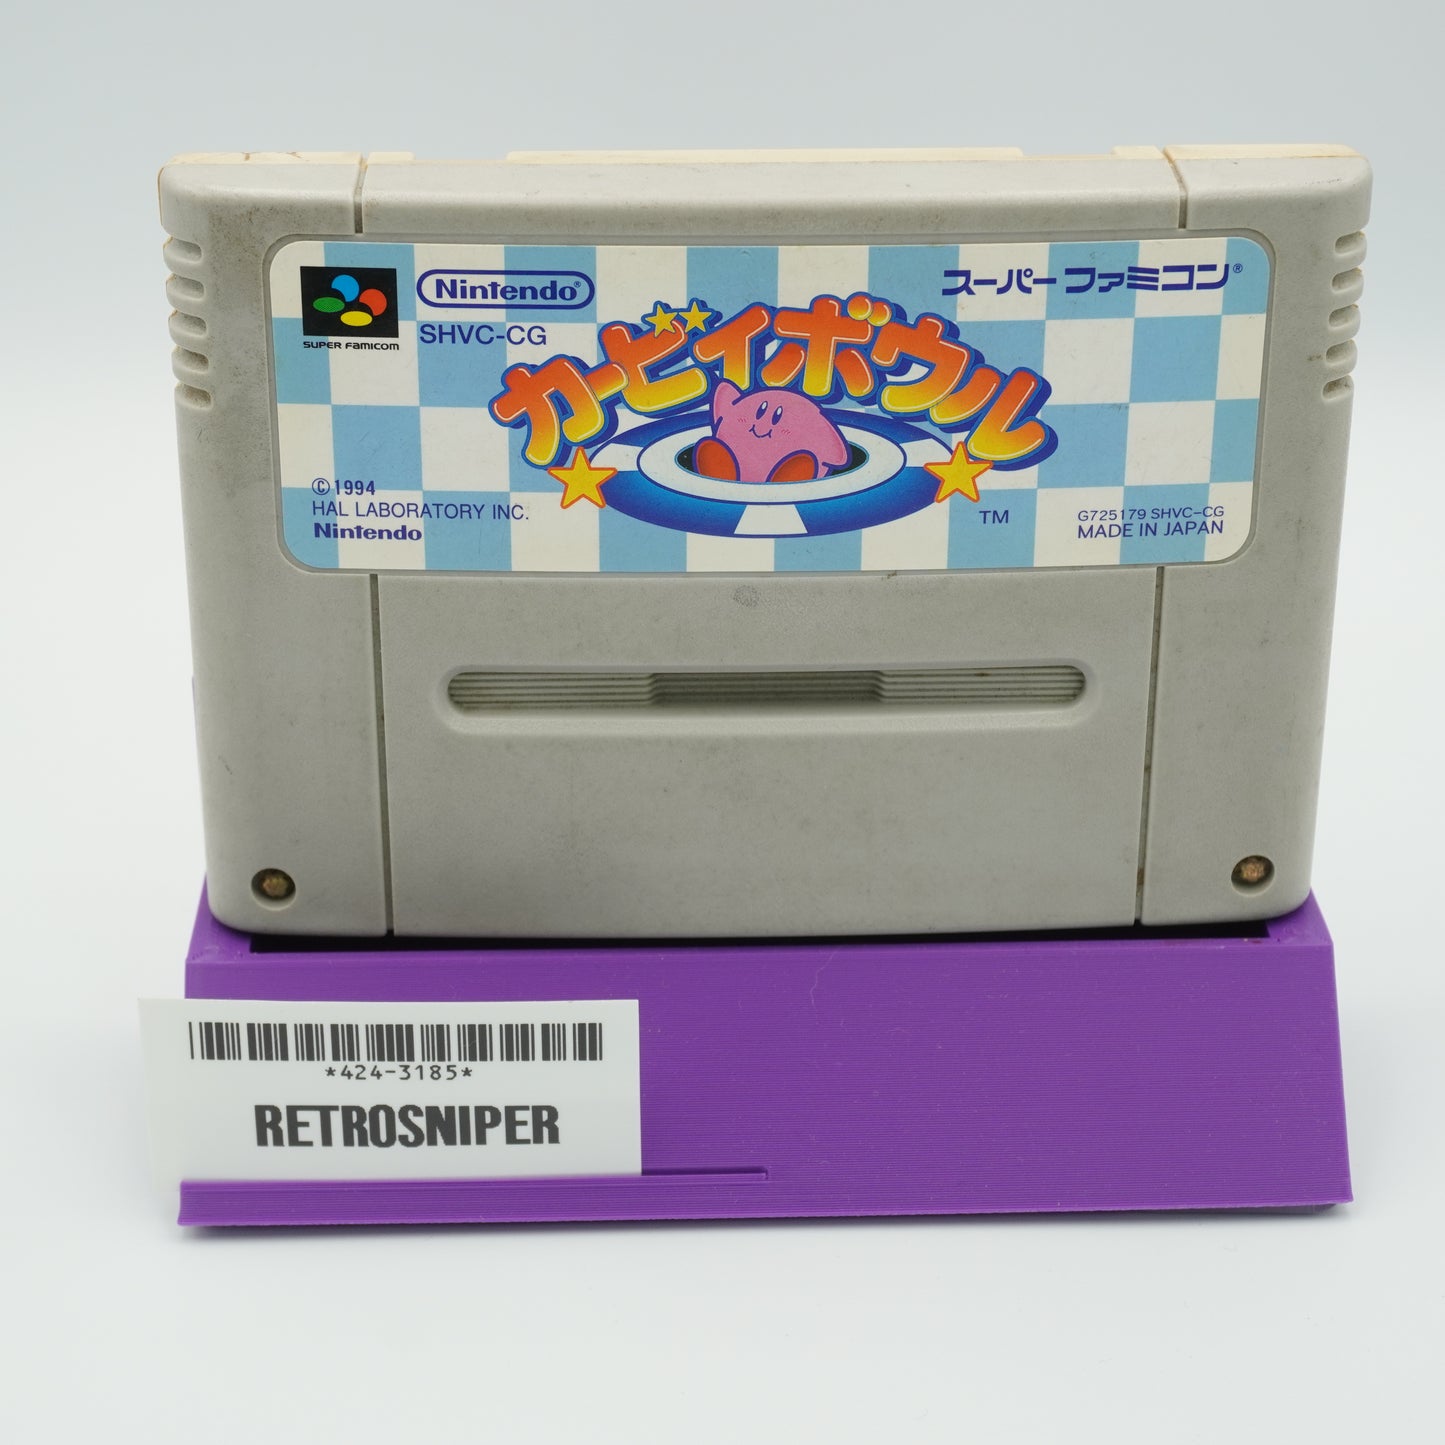 SUPER FAMICOM
Nintendo®
SHVC-CG
スーパーファミコン®
カービィボウル
© 1994
HAL LABORATORY INC.
Nintendo
TM
G725179 SHVC-CG
MADE IN JAPAN
*424-3185*
RETROSNIPER